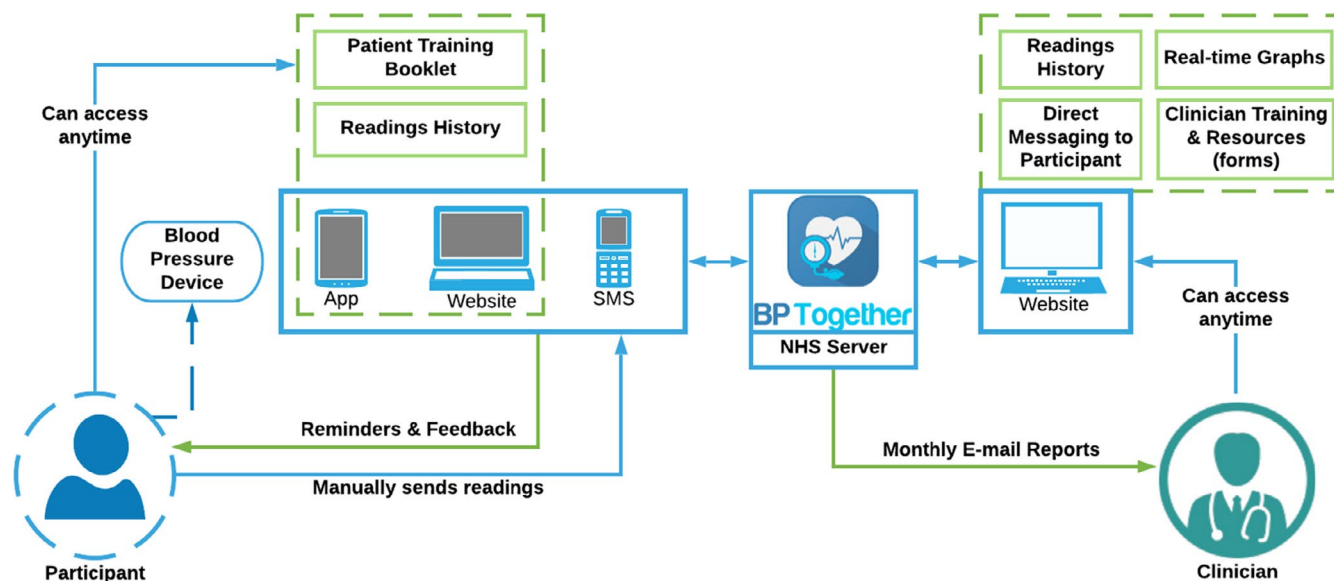 Patient Training
Booklet
Readings History
Can access
anytime
Blood
Pressure
Device
App
Website
SMS
BP Together
NHS Server
Readings
History
Real-time Graphs
Direct
Messaging to
Participant
Clinician Training
& Resources
(forms)
Website
Can access
anytime
Reminders & Feedback
Manually sends readings
Monthly E-mail Reports
Participant
Clinician